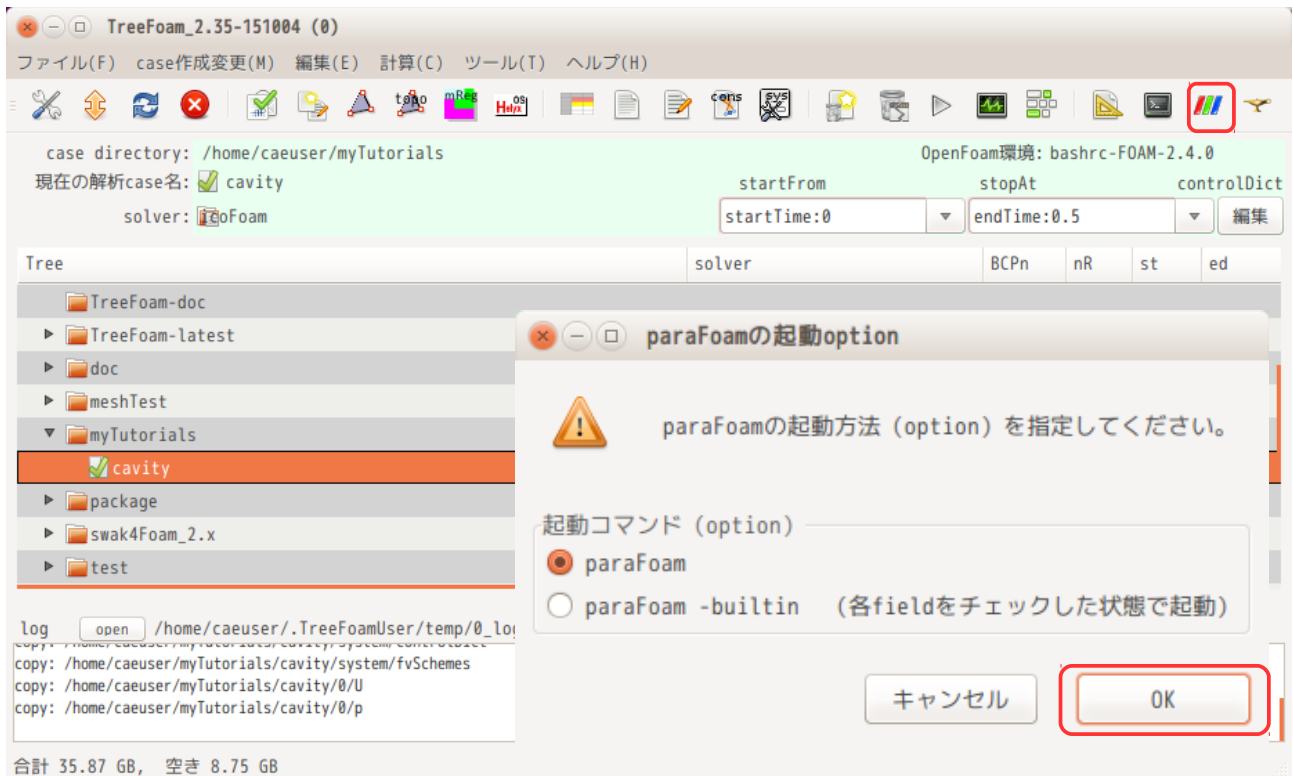 TreeFoam_2.35-151004 (0)
ファイル(F) case作成変更(M) 編集(E) 計算(C) ツール(T) ヘルプ(H)
topo mReg Helyx OS cons sys
case directory: /home/caeuser/myTutorials OpenFoam環境: bashrc-FOAM-2.4.0
現在の解析case名: cavity startFrom stopAt controlDict
solver: icoFoam startTime:0 endTime:0.5 編集
Tree solver BCPn nR st ed
TreeFoam-doc
TreeFoam-latest
doc
meshTest
myTutorials
cavity
package
swak4Foam_2.x
test
paraFoamの起動option
paraFoamの起動方法 (option) を指定してください。
起動コマンド (option)
paraFoam
paraFoam -builtin (各fieldをチェックした状態で起動)
キャンセル OK
log open /home/caeuser/.TreeFoamUser/temp/0_log
copy: /home/caeuser/myTutorials/cavity/system/controlDict
copy: /home/caeuser/myTutorials/cavity/system/fvSchemes
copy: /home/caeuser/myTutorials/cavity/0/U
copy: /home/caeuser/myTutorials/cavity/0/p
合計 35.87 GB, 空き 8.75 GB